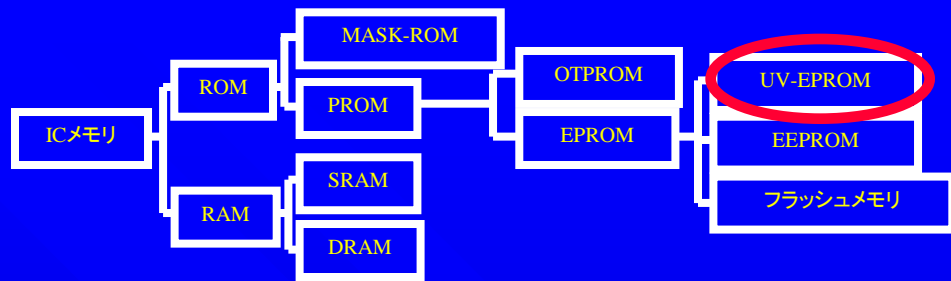 ICメモリ
ROM
MASK-ROM
PROM
OTPROM
EPROM
UV-EPROM
EEPROM
フラッシュメモリ
RAM
SRAM
DRAM